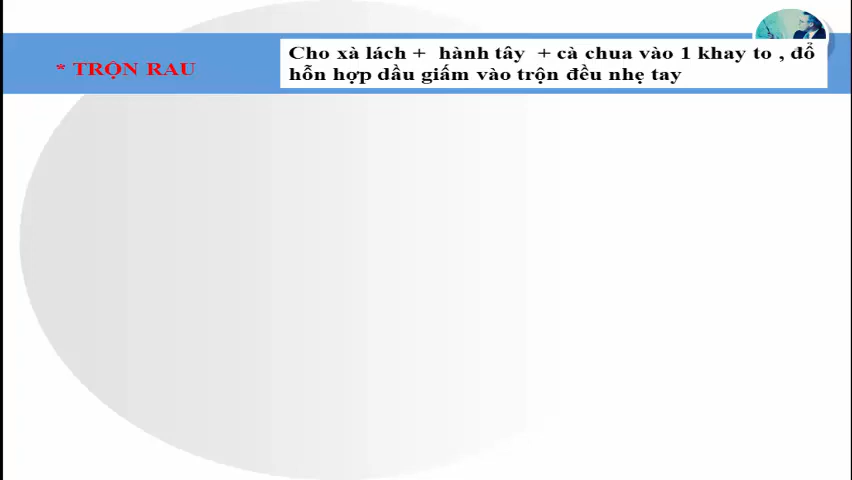 * TRỘN RAU
Cho xà lách + hành tây + cà chua vào 1 khay to , đổ
hỗn hợp dầu giấm vào trộn đều nhẹ tay